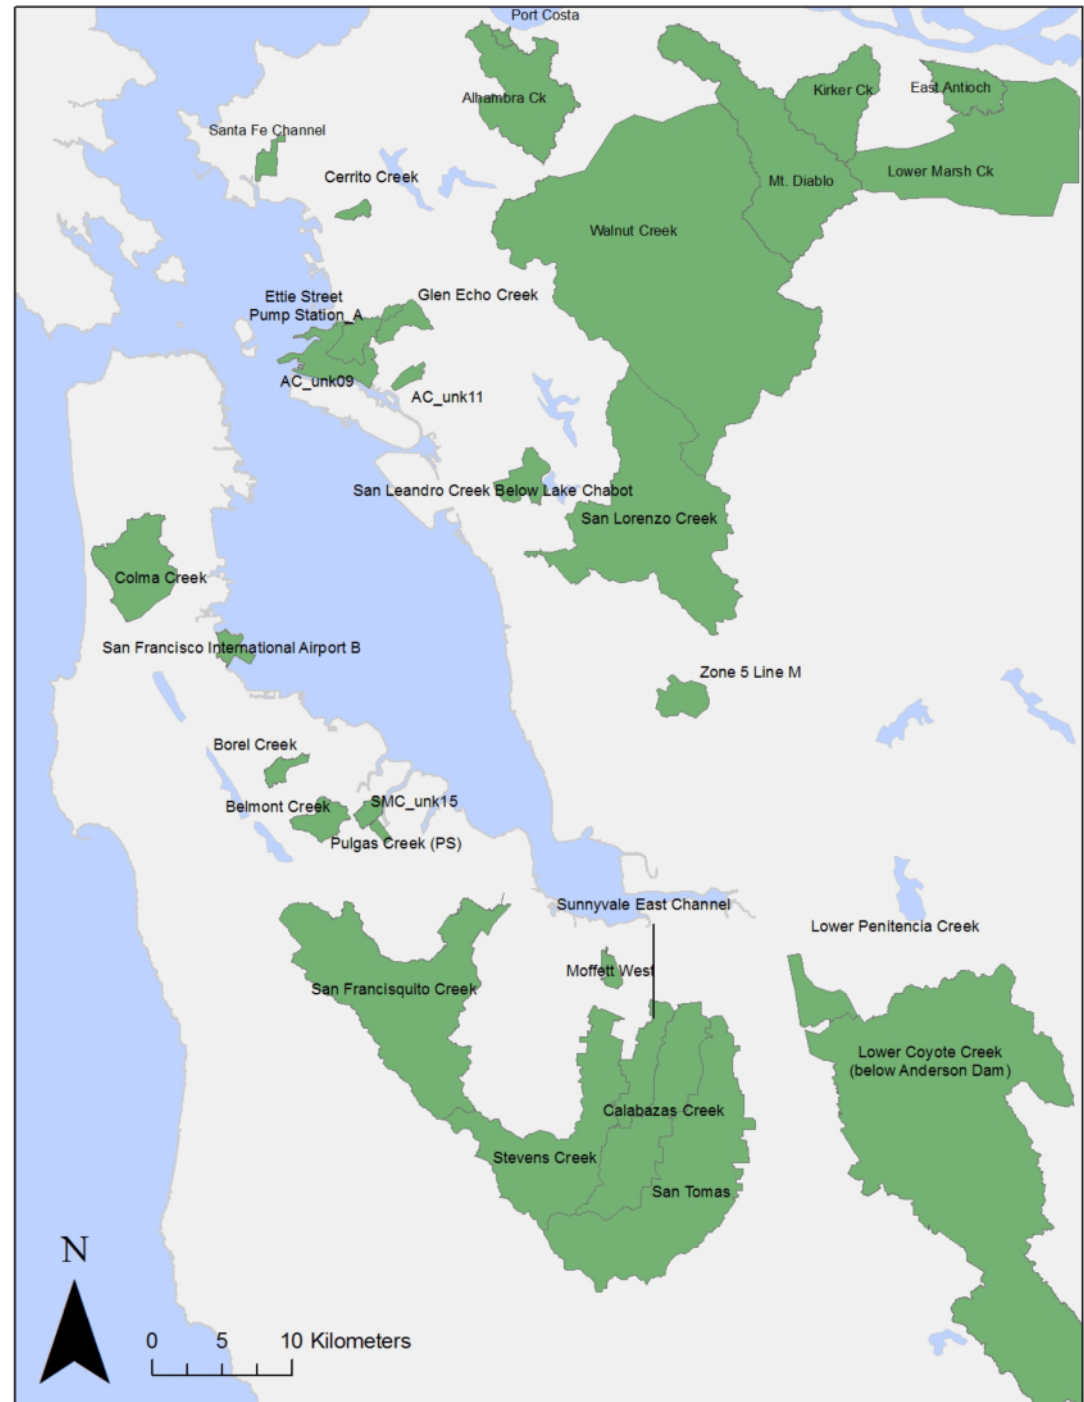 Port Costa
Alhambra Ck
Kirker Ck
East Antioch
Santa Fe Channel
Cerrito Creek
Mt. Diablo
Lower Marsh Ck
Walnut Creek
Ettie Street
Pump Station_A
Glen Echo Creek
AC_unk09
AC_unk11
San Leandro Creek Below Lake Chabot
San Lorenzo Creek
Colma Creek
San Francisco International Airport B
Zone 5 Line M
Borel Creek
Belmont Creek
SMC_unk15
Pulgas Creek (PS)
Sunnyvale East Channel
Lower Penitencia Creek
Moffett West
San Francisquito Creek
Lower Coyote Creek
(below Anderson Dam)
Calabazas Creek
Stevens Creek
San Tomas
N
0 5 10 Kilometers